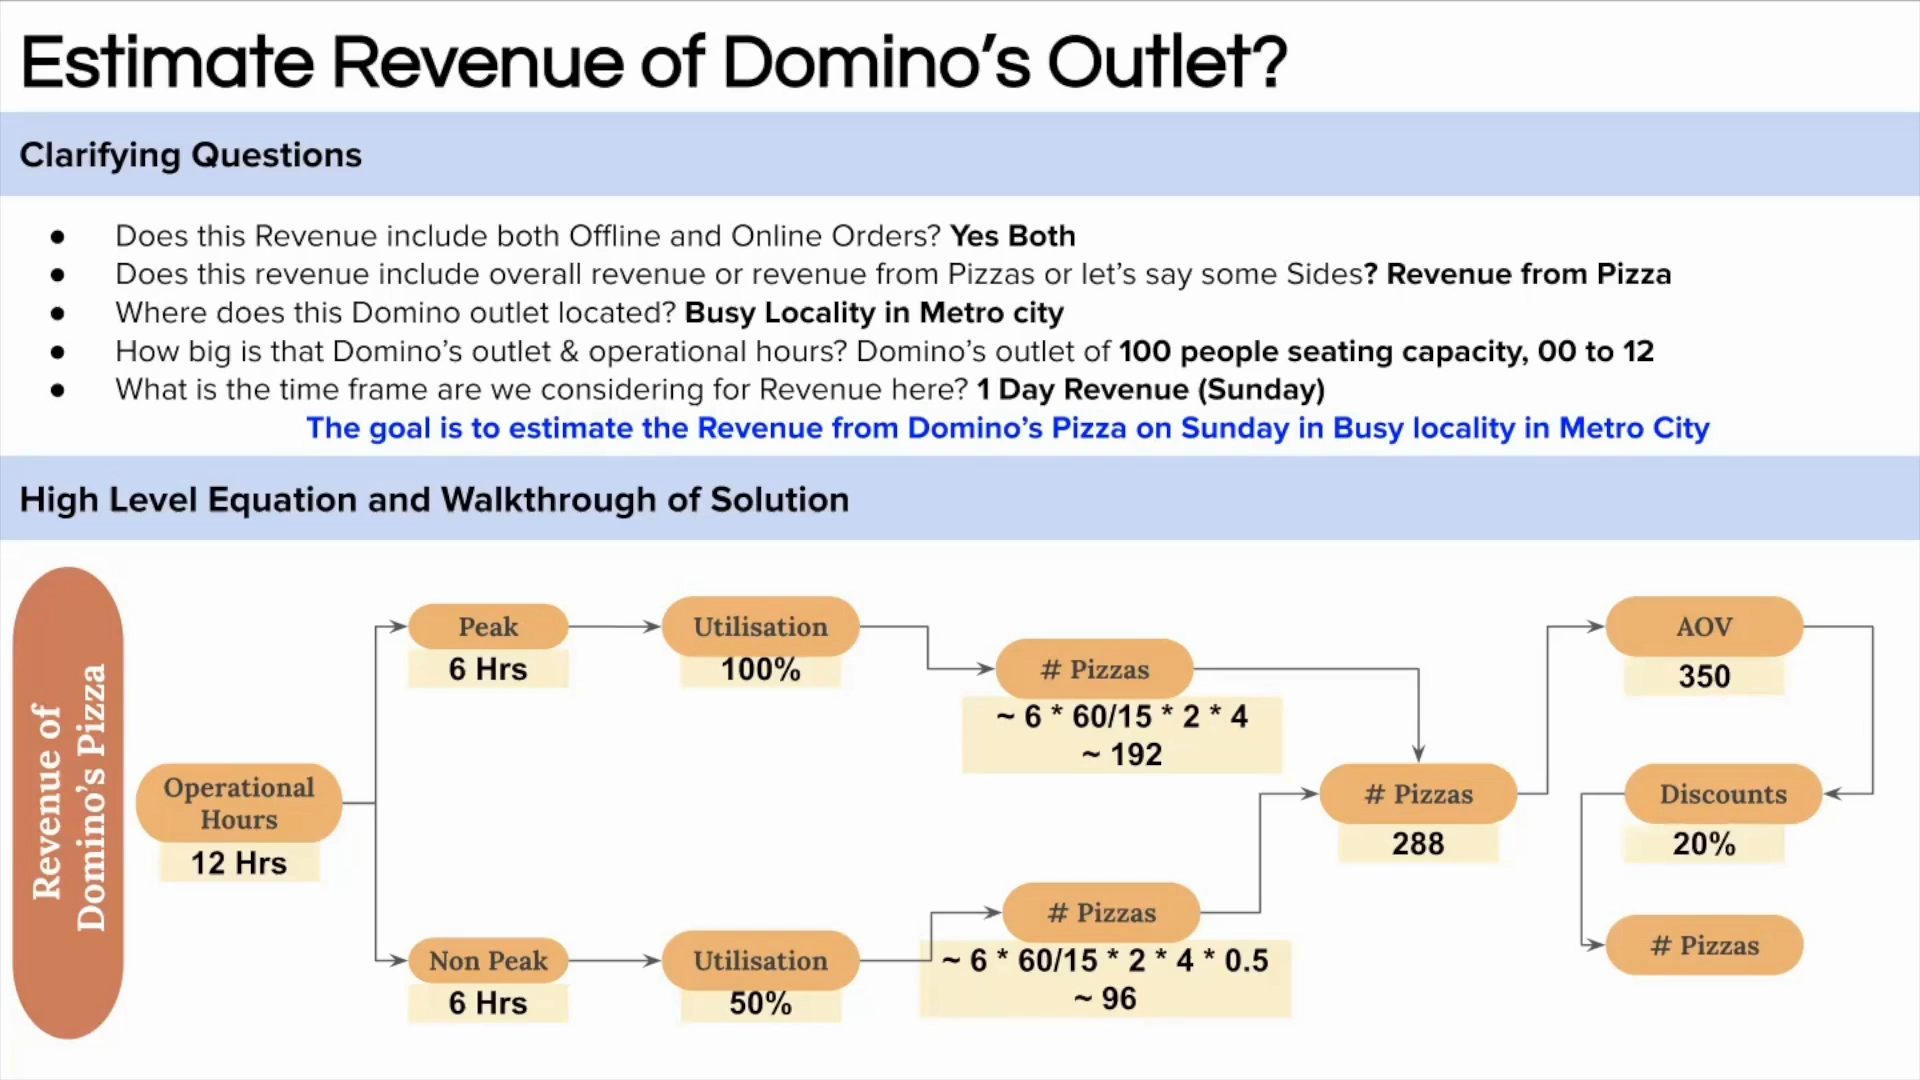 Estimate Revenue of Domino’s Outlet?
Clarifying Questions
● Does this Revenue include both Offline and Online Orders? Yes Both
● Does this revenue include overall revenue or revenue from Pizzas or let’s say some Sides? Revenue from Pizza
● Where does this Domino outlet located? Busy Locality in Metro city
● How big is that Domino’s outlet & operational hours? Domino’s outlet of 100 people seating capacity, 00 to 12
● What is the time frame are we considering for Revenue here? 1 Day Revenue (Sunday)
The goal is to estimate the Revenue from Domino’s Pizza on Sunday in Busy locality in Metro City
High Level Equation and Walkthrough of Solution
Revenue of
Domino’s Pizza
Operational
Hours
12 Hrs
Peak
6 Hrs
Utilisation
100%
# Pizzas
~ 6 * 60/15 * 2 * 4
~ 192
Non Peak
6 Hrs
Utilisation
50%
# Pizzas
~ 6 * 60/15 * 2 * 4 * 0.5
~ 96
# Pizzas
288
AOV
350
Discounts
20%
# Pizzas